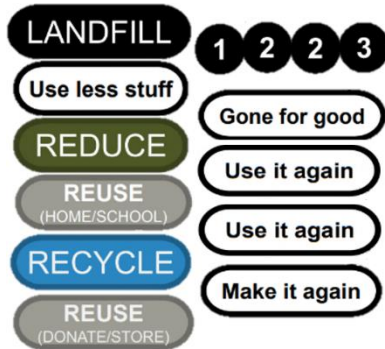 LANDFILL
Use less stuff
REDUCE
REUSE
(HOME/SCHOOL)
RECYCLE
REUSE
(DONATE/STORE)
1 2 2 3
Gone for good
Use it again
Use it again
Make it again